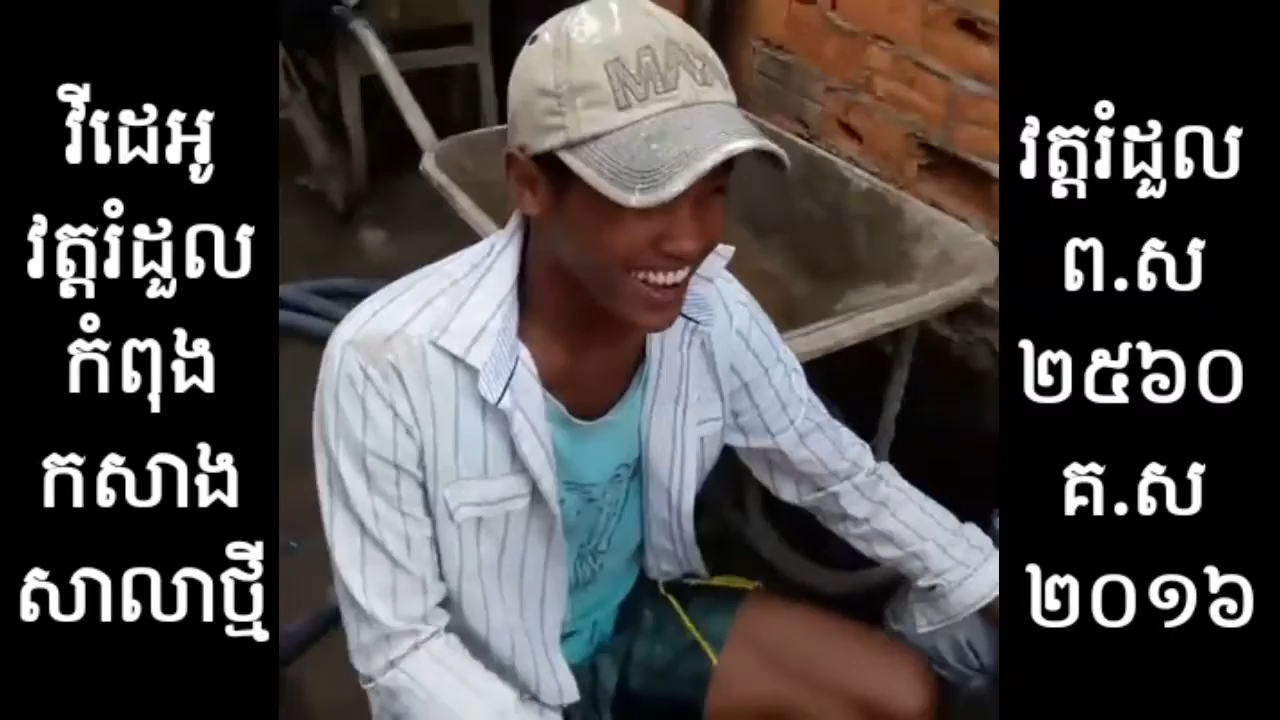 វីដេអូ
វត្តរំដួល
កំពុង
កសាង
សាលាថ្មី
MAX
វត្តរំដួល
ព.ស
២៥៦០
គ.ស
២០១៦